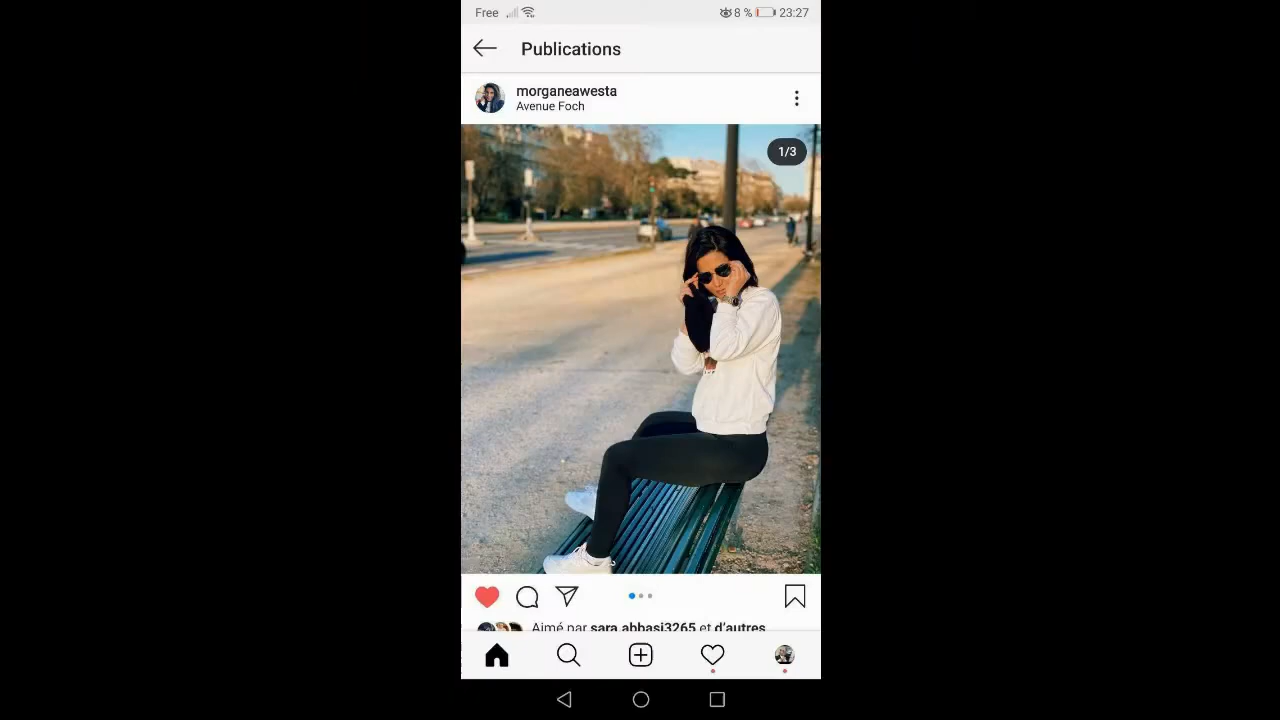 Free 8 % 23:27
Publications
morganeawesta
Avenue Foch
1/3
Aimé par sara.abbasi3265 et d'autres